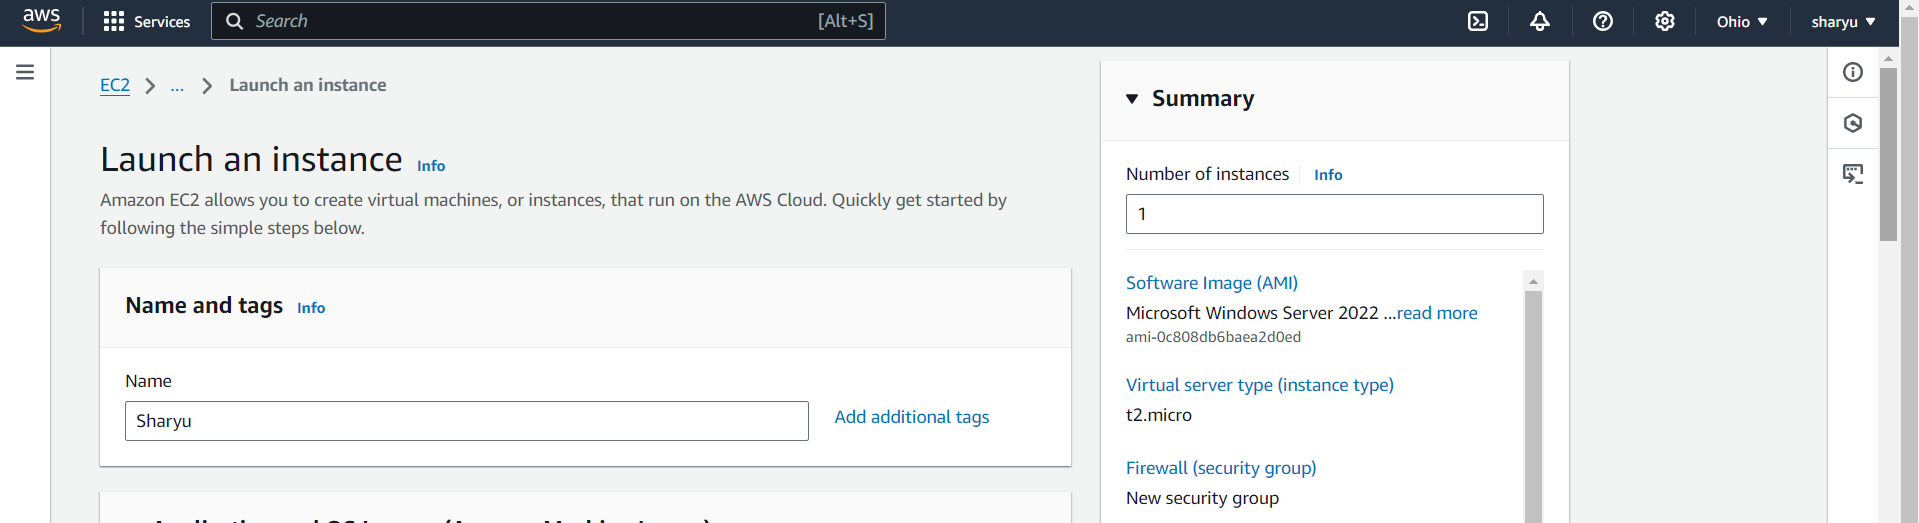 aws
Services
Search
[Alt+S]
Ohio
sharyu
EC2
...
Launch an instance
Launch an instance
Info
Amazon EC2 allows you to create virtual machines, or instances, that run on the AWS Cloud. Quickly get started by
following the simple steps below.
Name and tags
Info
Name
Sharyu
Add additional tags
Summary
Number of instances
Info
1
Software Image (AMI)
Microsoft Windows Server 2022 ...read more
ami-0c808db6baea2d0ed
Virtual server type (instance type)
t2.micro
Firewall (security group)
New security group